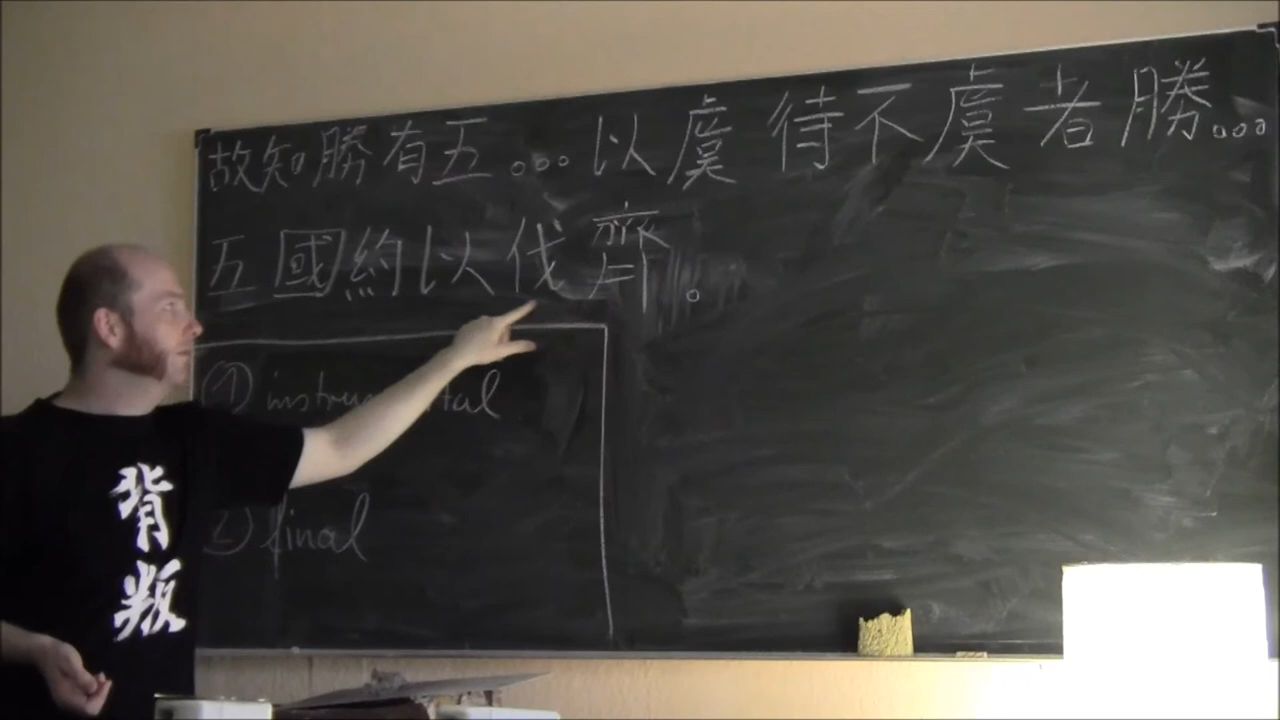 故知勝有五。。。以虞待不虞者勝。。。
五國約以伐齊。
① instrumental
② final
背叛